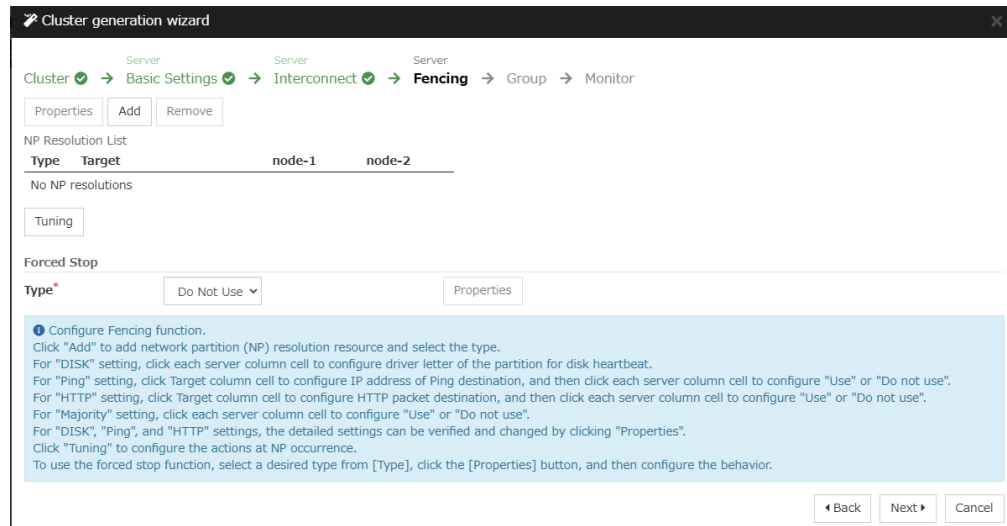 Cluster generation wizard
Server Server Server
Cluster → Basic Settings → Interconnect → Fencing → Group → Monitor
Properties Add Remove
NP Resolution List
Type Target node-1 node-2
No NP resolutions
Tuning
Forced Stop
Type* Do Not Use Properties
Configure Fencing function.
Click "Add" to add network partition (NP) resolution resource and select the type.
For "DISK" setting, click each server column cell to configure driver letter of the partition for disk heartbeat.
For "Ping" setting, click Target column cell to configure IP address of Ping destination, and then click each server column cell to configure "Use" or "Do not use".
For "HTTP" setting, click Target column cell to configure HTTP packet destination, and then click each server column cell to configure "Use" or "Do not use".
For "Majority" setting, click each server column cell to configure "Use" or "Do not use".
For "DISK", "Ping", and "HTTP" settings, the detailed settings can be verified and changed by clicking "Properties".
Click "Tuning" to configure the actions at NP occurrence.
To use the forced stop function, select a desired type from [Type], click the [Properties] button, and then configure the behavior.
Back Next Cancel